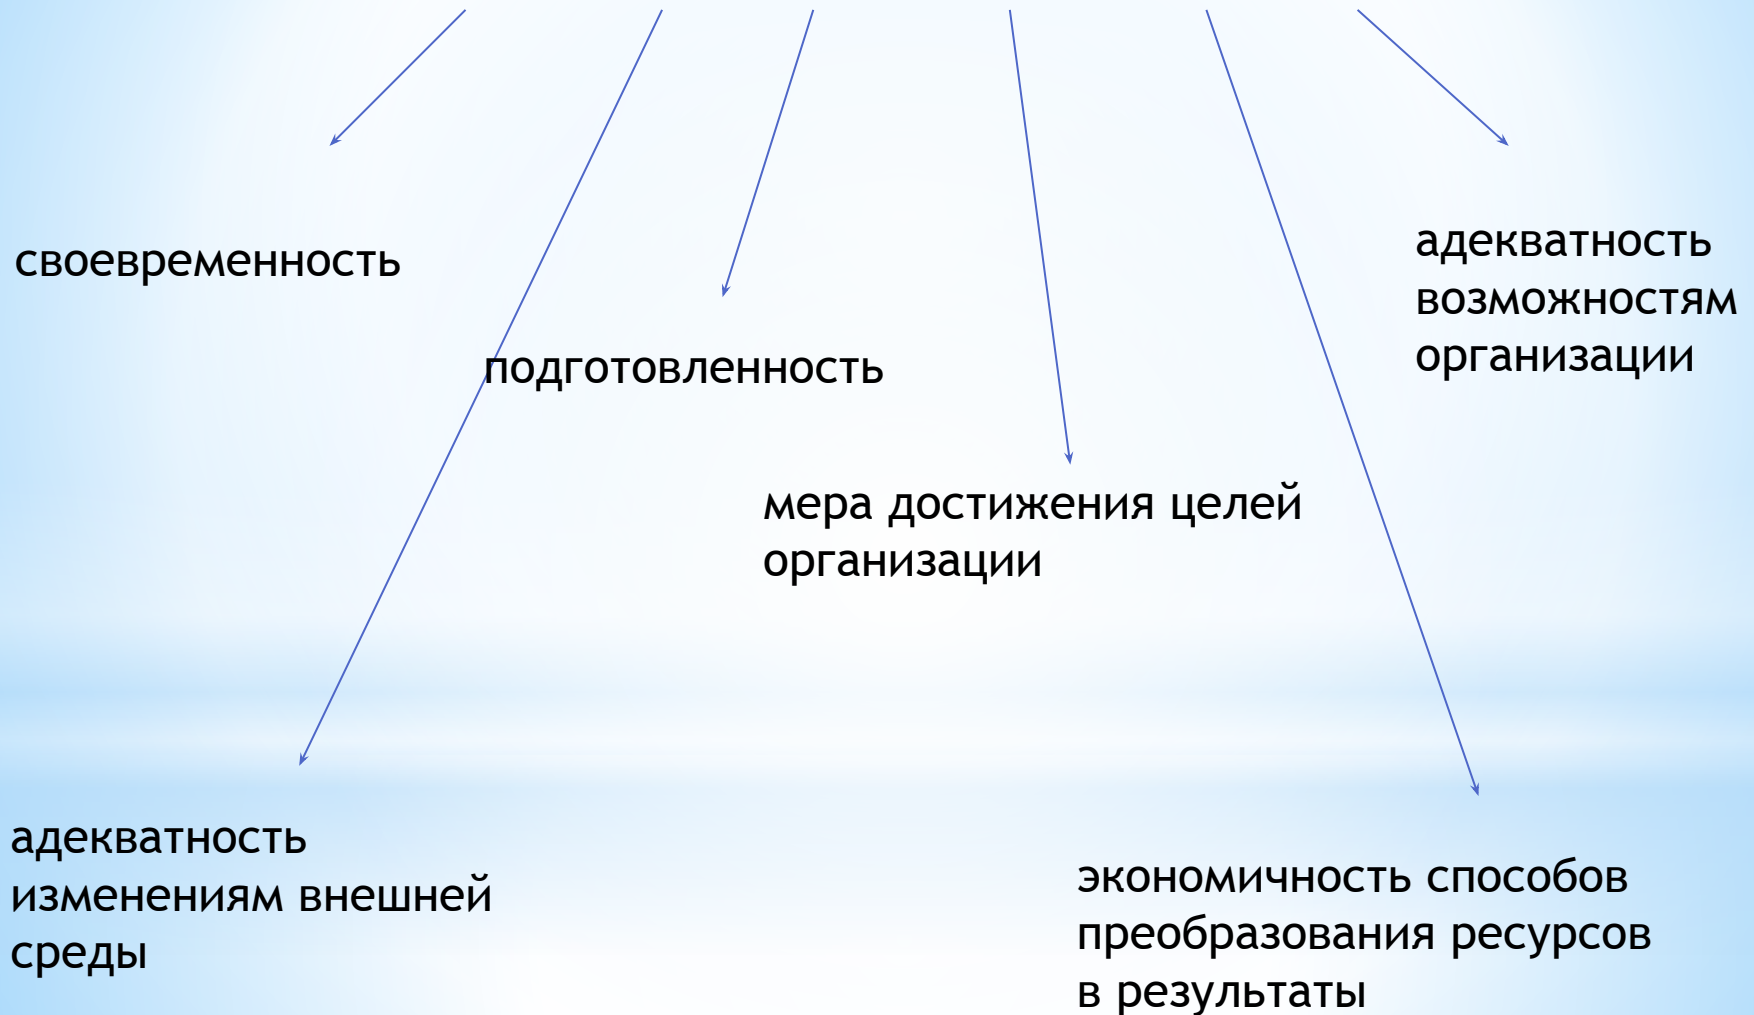 своевременность
адекватность
возможностям
организации
подготовленность
мера достижения целей
организации
адекватность
изменениям внешней
среды
экономичность способов
преобразования ресурсов
в результаты